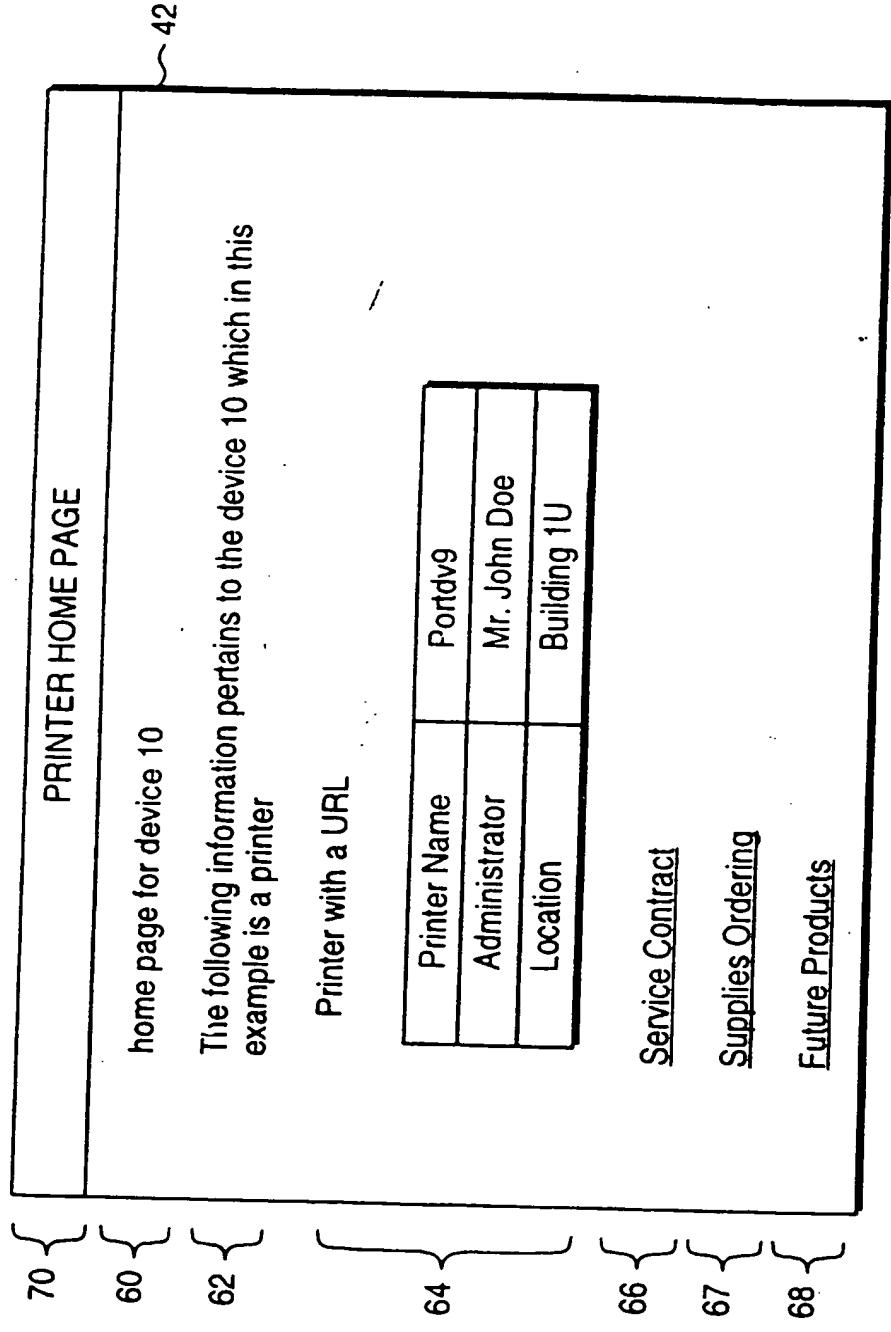 42
70
PRINTER HOME PAGE
60
home page for device 10
62
The following information pertains to the device 10 which in this
example is a printer
64
Printer with a URL
Printer Name Portdv9
Administrator Mr. John Doe
Location Building 1U
66
Service Contract
67
Supplies Ordering
68
Future Products